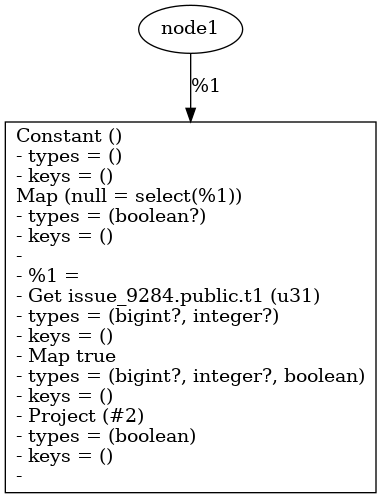 node1
%1
Constant ()
- types = ()
- keys = ()
Map (null = select(%1))
- types = (boolean?)
- keys = ()
-
- %1 =
- Get issue_9284.public.t1 (u31)
- types = (bigint?, integer?)
- keys = ()
- Map true
- types = (bigint?, integer?, boolean)
- keys = ()
- Project (#2)
- types = (boolean)
- keys = ()
-